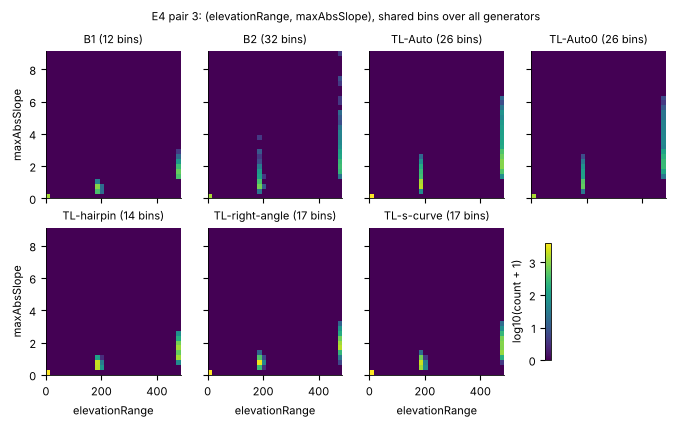 E4 pair 3: (elevationRange, maxAbsSlope), shared bins over all generators
B1 (12 bins)
B2 (32 bins)
TL-Auto (26 bins)
TL-Auto0 (26 bins)
maxAbsSlope
8
6
4
2
0
TL-hairpin (14 bins)
TL-right-angle (17 bins)
TL-s-curve (17 bins)
maxAbsSlope
8
6
4
2
0
0
200
400
0
200
400
0
200
400
elevationRange
elevationRange
elevationRange
3
2
1
0
log10(count + 1)